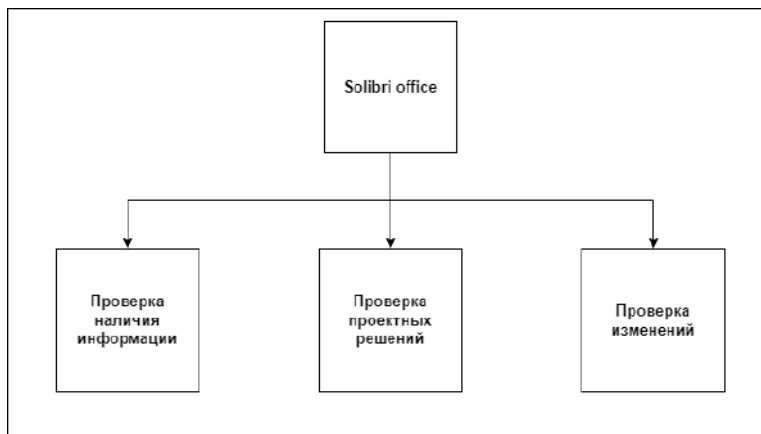 Solibri office
Проверка
наличия
информации
Проверка
проектных
решений
Проверка
изменений